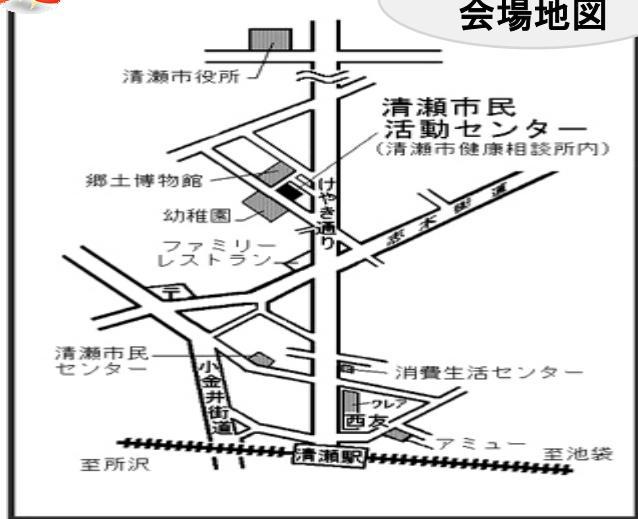 会場地図
清瀬市役所
清瀬市民
活動センター
(清瀬市健康相談所内)
郷土博物館
けやき通り
幼稚園
志木街道
ファミリー
レストラン
〒
清瀬市民
センター
小金井街道
消費生活センター
クレア
西友
アミュー
清瀬駅
至所沢
至池袋